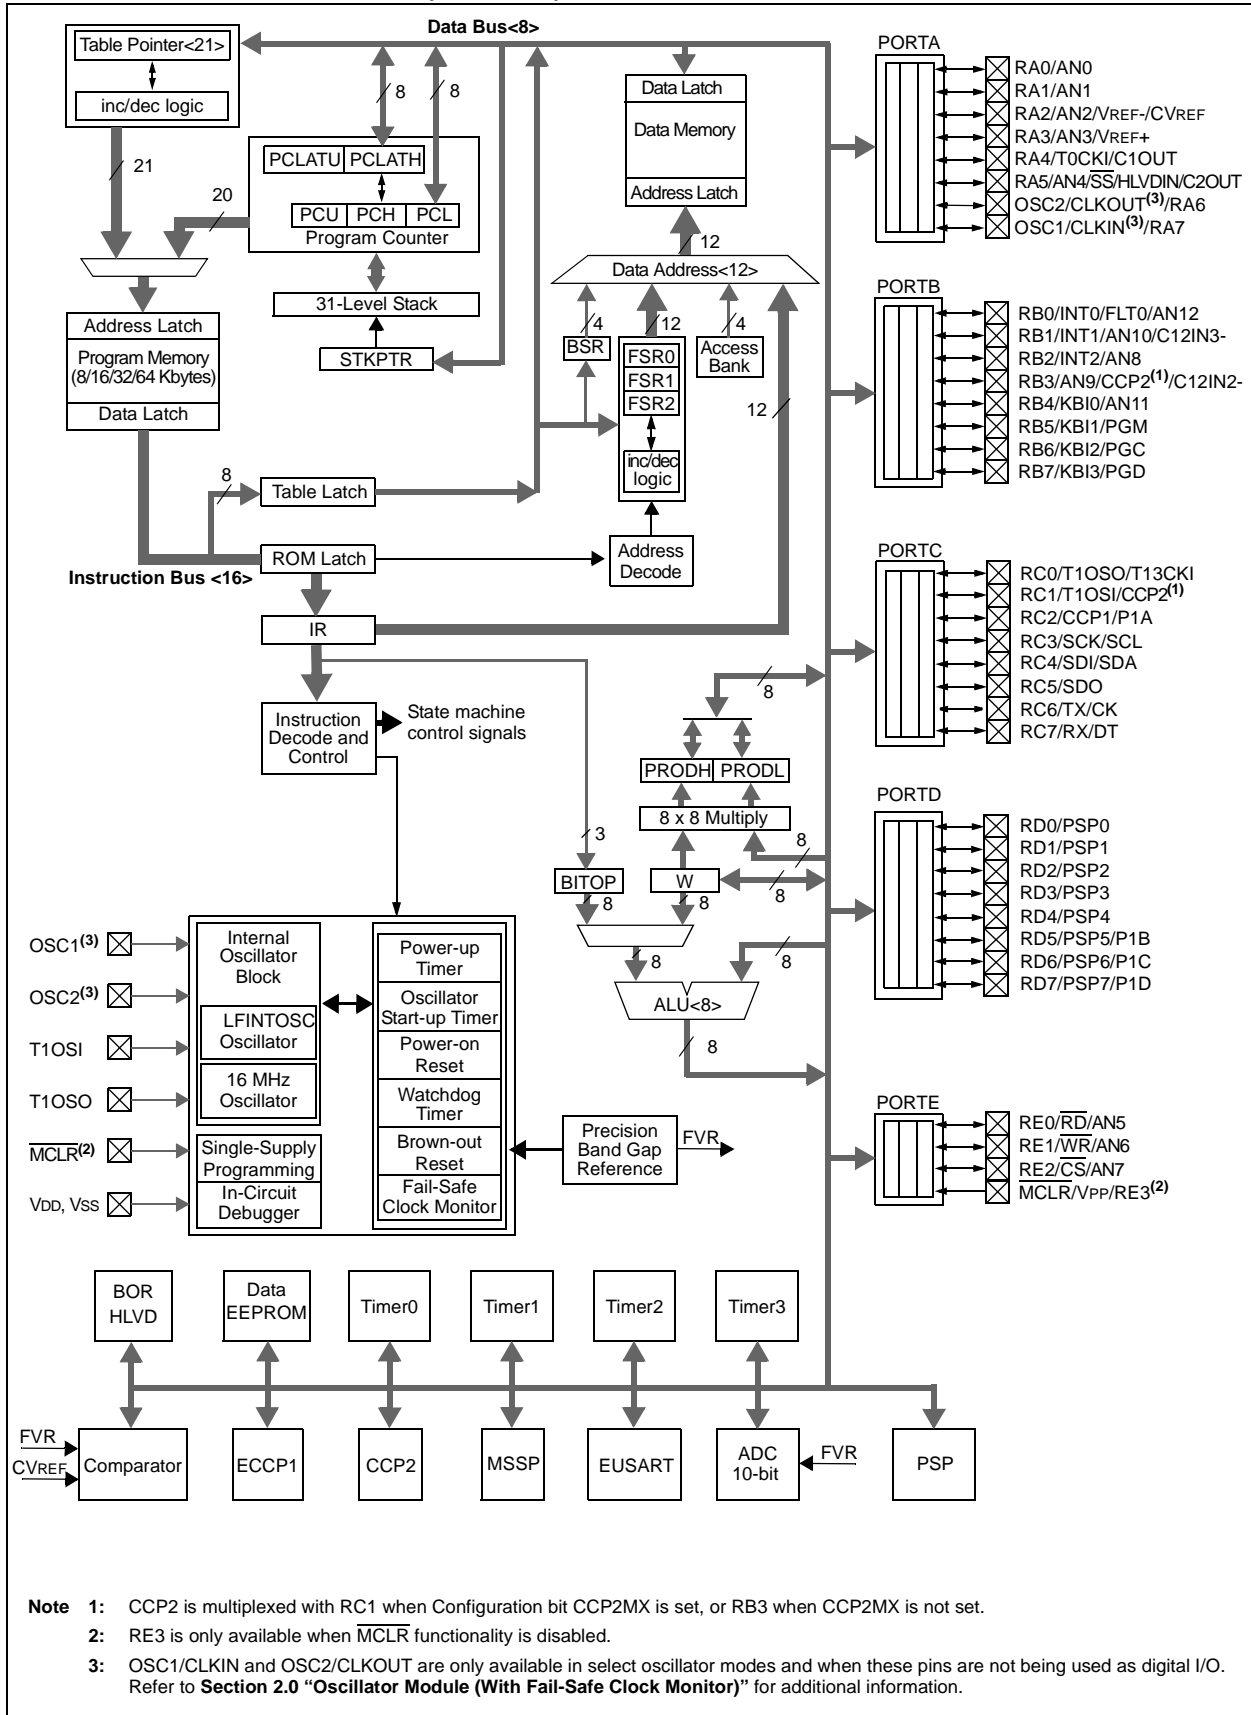 Data Bus<8>
Table Pointer<21>
inc/dec logic
21
20
8
8
PCLATU PCLATH
PCU PCH PCL
Program Counter
31-Level Stack
STKPTR
Address Latch
Program Memory
(8/16/32/64 Kbytes)
Data Latch
Instruction Bus <16>
8
Table Latch
ROM Latch
IR
Data Latch
Data Memory
Address Latch
12
Data Address<12>
4
12
4
BSR
FSR0
FSR1
FSR2
inc/dec
logic
Access
Bank
12
Address
Decode
Instruction
Decode and
Control
State machine
control signals
8
PRODH PRODL
8 x 8 Multiply
3
8
BITOP
W
8
8
8
8
8
ALU<8>
8
OSC1(3)
OSC2(3)
T1OSI
T1OSO
MCLR(2)
VDD, VSS
Internal
Oscillator
Block
LFINTOSC
Oscillator
16 MHz
Oscillator
Single-Supply
Programming
In-Circuit
Debugger
Power-up
Timer
Oscillator
Start-up Timer
Power-on
Reset
Watchdog
Timer
Brown-out
Reset
Fail-Safe
Clock Monitor
Precision
Band Gap
Reference
FVR
PORTA
RA0/AN0
RA1/AN1
RA2/AN2/VREF-/CVREF
RA3/AN3/VREF+
RA4/T0CKI/C1OUT
RA5/AN4/SS/HLVDIN/C2OUT
OSC2/CLKOUT(3)/RA6
OSC1/CLKIN(3)/RA7
PORTB
RB0/INT0/FLT0/AN12
RB1/INT1/AN10/C12IN3-
RB2/INT2/AN8
RB3/AN9/CCP2(1)/C12IN2-
RB4/KBI0/AN11
RB5/KBI1/PGM
RB6/KBI2/PGC
RB7/KBI3/PGD
PORTC
RC0/T1OSO/T13CKI
RC1/T1OSI/CCP2(1)
RC2/CCP1/P1A
RC3/SCK/SCL
RC4/SDI/SDA
RC5/SDO
RC6/TX/CK
RC7/RX/DT
PORTD
RD0/PSP0
RD1/PSP1
RD2/PSP2
RD3/PSP3
RD4/PSP4
RD5/PSP5/P1B
RD6/PSP6/P1C
RD7/PSP7/P1D
PORTE
RE0/RD/AN5
RE1/WR/AN6
RE2/CS/AN7
MCLR/VPP/RE3(2)
BOR
HLVD
Data
EEPROM
Timer0
Timer1
Timer2
Timer3
FVR
CVREF
Comparator
ECCP1
CCP2
MSSP
EUSART
ADC
10-bit
FVR
PSP
Note 1: CCP2 is multiplexed with RC1 when Configuration bit CCP2MX is set, or RB3 when CCP2MX is not set.
2: RE3 is only available when MCLR functionality is disabled.
3: OSC1/CLKIN and OSC2/CLKOUT are only available in select oscillator modes and when these pins are not being used as digital I/O.
Refer to Section 2.0 “Oscillator Module (With Fail-Safe Clock Monitor)” for additional information.